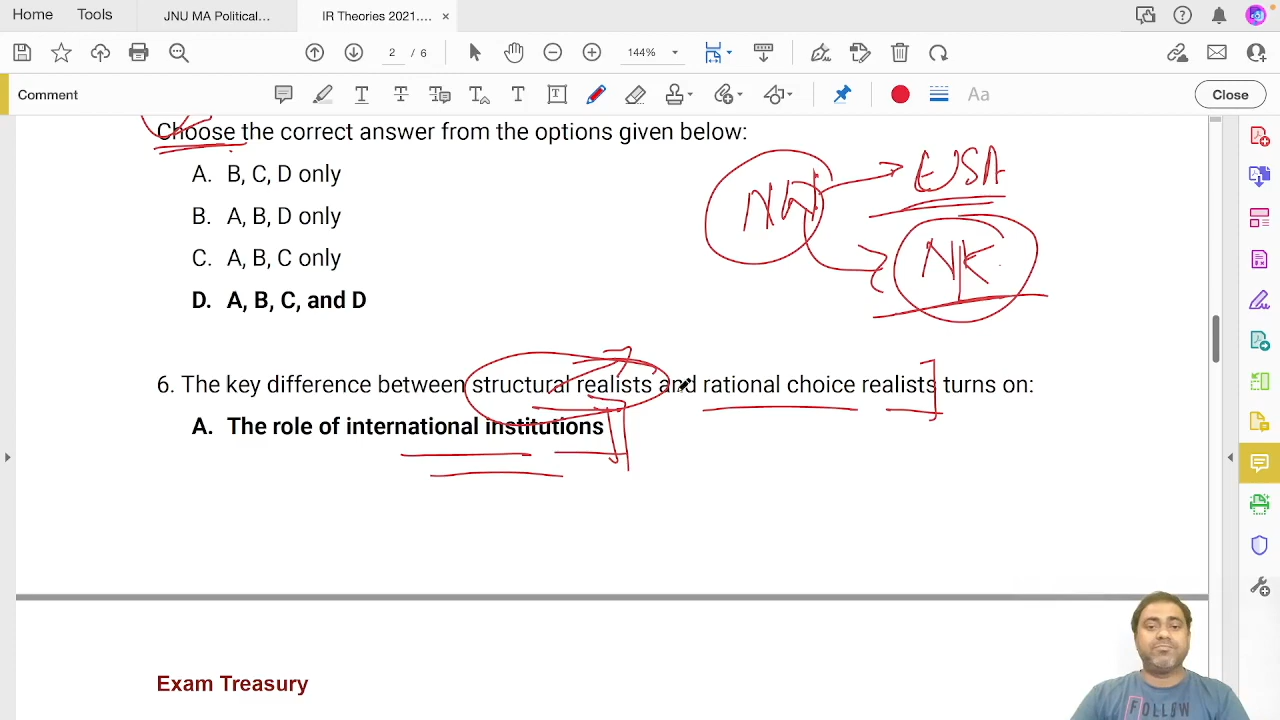 Home Tools JNU MA Political... IR Theories 2021.... ×
2 / 6 144%
Comment Aa Close
Choose the correct answer from the options given below:
A. B, C, D only
B. A, B, D only
C. A, B, C only
D. A, B, C, and D
USA
NK
6. The key difference between structural realists and rational choice realists turns on:
A. The role of international institutions
Exam Treasury
FOLLOW